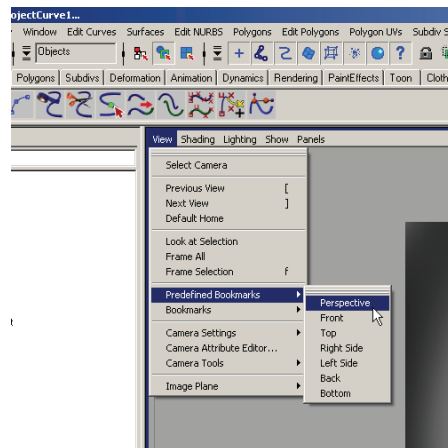 ojectCurve1...
Window Edit Curves Surfaces Edit NURBS Polygons Edit Polygons Polygon UVs Subdiv S
Objects
Polygons Subdivs Deformation Animation Dynamics Rendering PaintEffects Toon Cloth
View Shading Lighting Show Panels
Select Camera
Previous View [
Next View ]
Default Home
Look at Selection
Frame All
Frame Selection f
Predefined Bookmarks
Bookmarks
Camera Settings
Camera Attribute Editor...
Camera Tools
Image Plane
Perspective
Front
Top
Right Side
Left Side
Back
Bottom